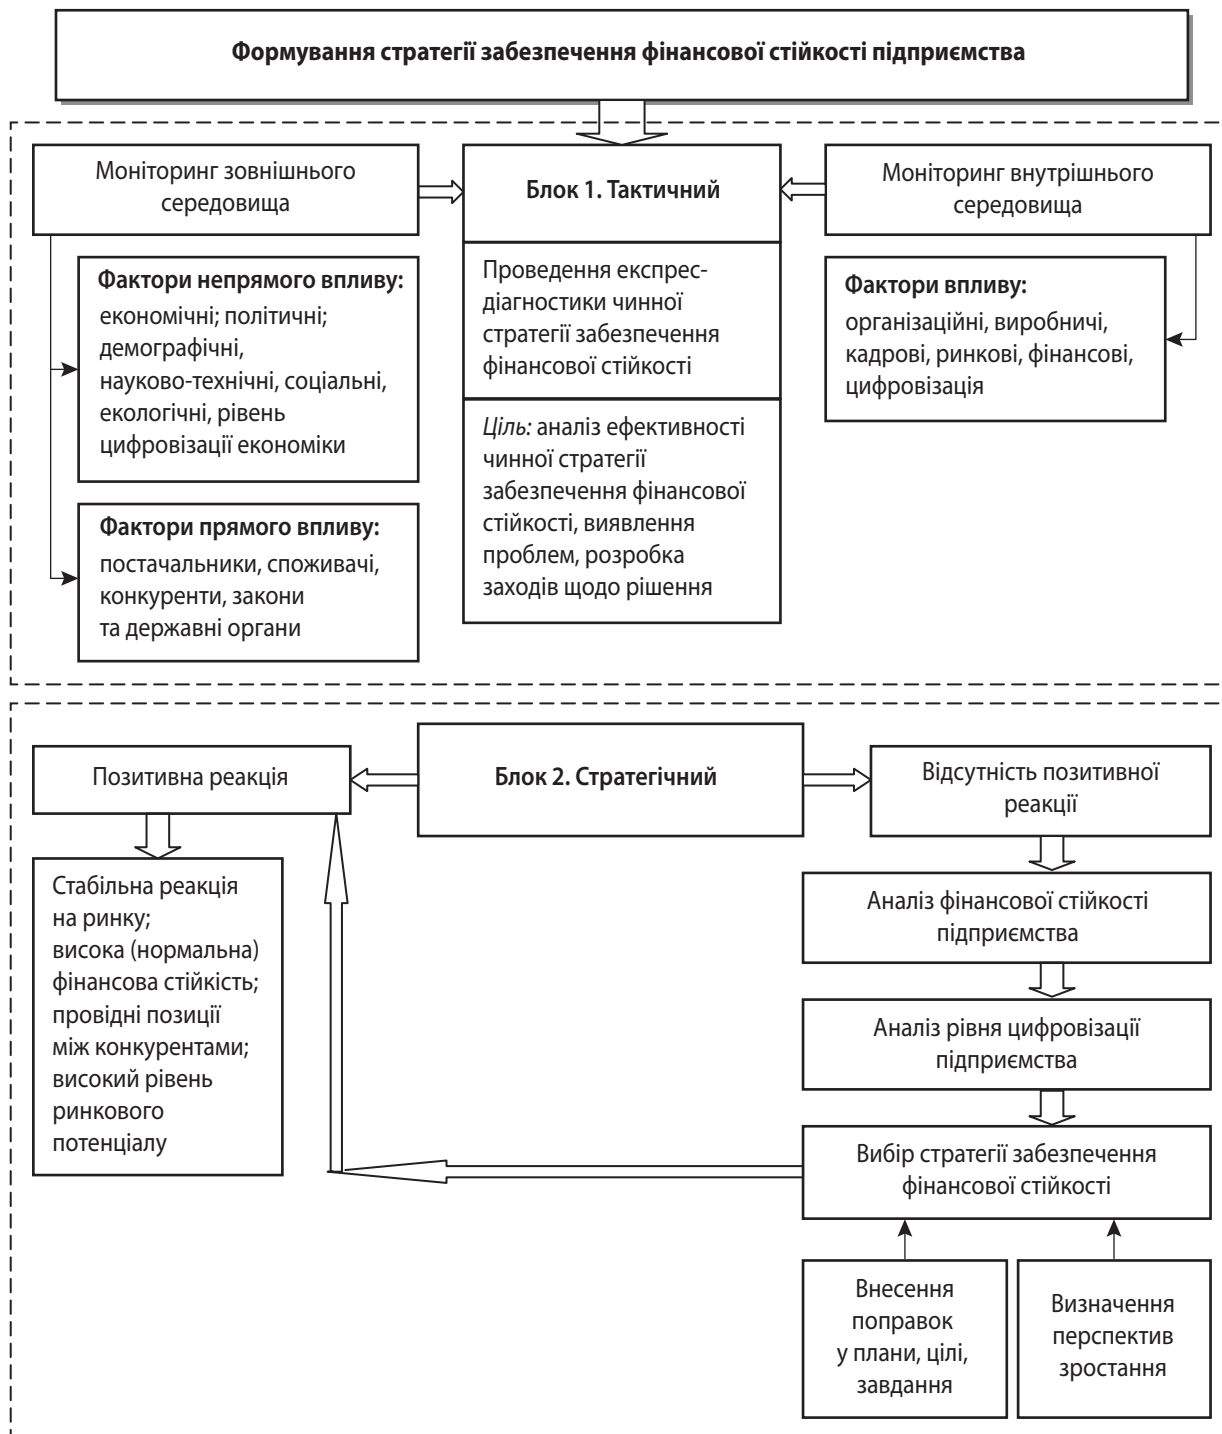 Формування стратегії забезпечення фінансової стійкості підприємства
Моніторинг зовнішнього
середовища
Блок 1. Тактичний
Моніторинг внутрішнього
середовища
Фактори непрямого впливу:
економічні; політичні;
демографічні,
науково-технічні, соціальні,
екологічні, рівень
цифровізації економіки
Фактори прямого впливу:
постачальники, споживачі,
конкуренти, закони
та державні органи
Проведення експрес-
діагностики чинної
стратегії забезпечення
фінансової стійкості
Ціль: аналіз ефективності
чинної стратегії
забезпечення фінансової
стійкості, виявлення
проблем, розробка
заходів щодо рішення
Фактори впливу:
організаційні, виробничі,
кадрові, ринкові, фінансові,
цифровізація
Позитивна реакція
Блок 2. Стратегічний
Відсутність позитивної
реакції
Стабільна реакція
на ринку;
висока (нормальна)
фінансова стійкість;
провідні позиції
між конкурентами;
високий рівень
ринкового
потенціалу
Аналіз фінансової стійкості
підприємства
Аналіз рівня цифровізації
підприємства
Вибір стратегії забезпечення
фінансової стійкості
Внесення
поправок
у плани, цілі,
завдання
Визначення
перспектив
зростання